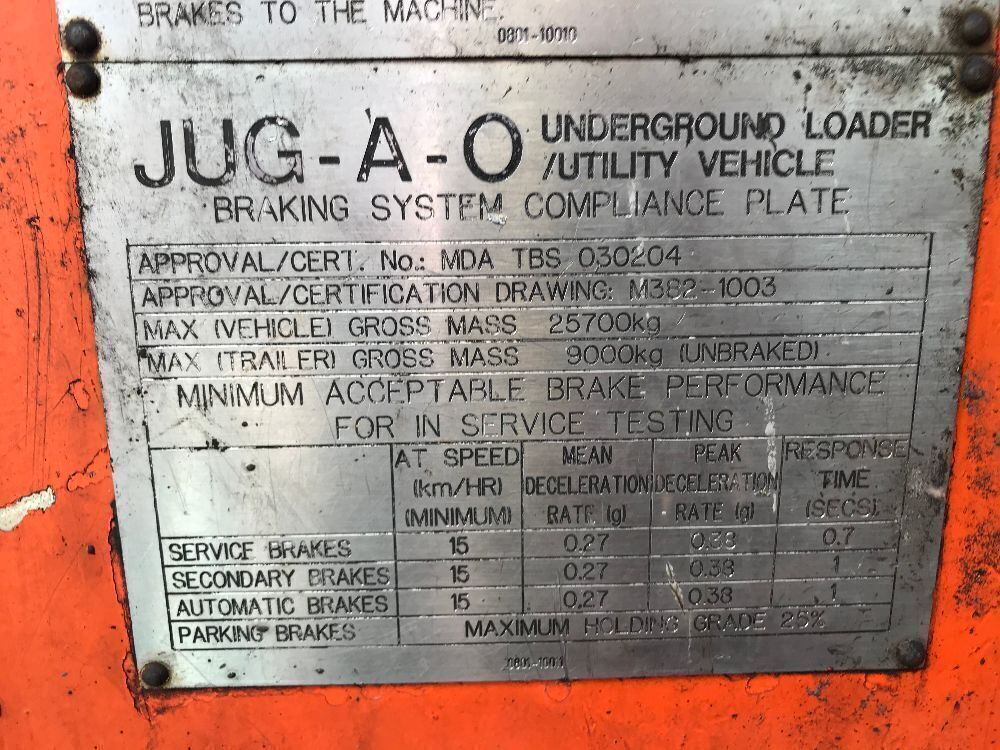 BRAKES TO THE MACHINE.
0801-10010
JUG-A-O UNDERGROUND LOADER
/UTILITY VEHICLE
BRAKING SYSTEM COMPLIANCE PLATE
APPROVAL/CERT. No.: MDA TBS 030204
APPROVAL/CERTIFICATION DRAWING: M382-1003
MAX (VEHICLE) GROSS MASS 25700kg
MAX (TRAILER) GROSS MASS 9000kg (UNBRAKED)
MINIMUM ACCEPTABLE BRAKE PERFORMANCE
FOR IN SERVICE TESTING
AT SPEED MEAN PEAK RESPONSE
(km/HR) DECELERATION DECELERATION TIME
(MINIMUM) RATE (g) RATE (g) (SECS)
SERVICE BRAKES 15 0.27 0.38 0.7
SECONDARY BRAKES 15 0.27 0.38 1
AUTOMATIC BRAKES 15 0.27 0.38 1
PARKING BRAKES MAXIMUM HOLDING GRADE 25%